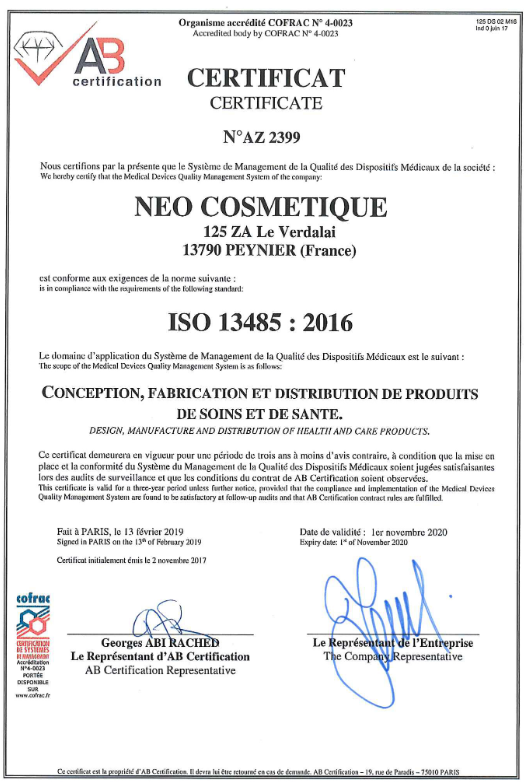 Organisme accrédité COFRAC N° 4-0023
Accredited body by COFRAC N° 4-0023
125 DS 02 M16
Ind 0 juin 17
AB
certification
CERTIFICAT
CERTIFICATE
N°AZ 2399
Nous certifions par la présente que le Système de Management de la Qualité des Dispositifs Médicaux de la société :
We hereby certify that the Medical Devices Quality Management System of the company:
NEO COSMETIQUE
125 ZA Le Verdalai
13790 PEYNIER (France)
est conforme aux exigences de la norme suivante :
is in compliance with the requirements of the following standard:
ISO 13485 : 2016
Le domaine d'application du Système de Management de la Qualité des Dispositifs Médicaux est le suivant :
The scope of the Medical Devices Quality Management System is as follows:
CONCEPTION, FABRICATION ET DISTRIBUTION DE PRODUITS
DE SOINS ET DE SANTE.
DESIGN, MANUFACTURE AND DISTRIBUTION OF HEALTH AND CARE PRODUCTS.
Ce certificat demeurera en vigueur pour une période de trois ans à moins d'avis contraire, à condition que la mise en
place et la conformité du Système du Management de la Qualité des Dispositifs Médicaux soient jugées satisfaisantes
lors des audits de surveillance et que les conditions du contrat de AB Certification soient observées.
This certificate is valid for a three-year period unless further notice, provided that the compliance and implementation of the Medical Devices
Quality Management System are found to be satisfactory at follow-up audits and that AB Certification contract rules are fulfilled.
Fait à PARIS, le 13 février 2019
Signed in PARIS on the 13th of February 2019
Date de validité : 1er novembre 2020
Expiry date: 1st of November 2020
Certificat initialement émis le 2 novembre 2017
cofrac
CERTIFICATION
DE SYSTEMES
DE MANAGEMENT
Accréditation
N°4-0023
PORTÉE
DISPONIBLE
SUR
www.cofrac.fr
Georges ABI RACHED
Le Représentant d'AB Certification
AB Certification Representative
Le Représentant de l'Entreprise
The Company Representative
Ce certificat est la propriété d'AB Certification. Il devra lui être retourné en cas de demande. AB Certification – 19, rue de Paradis – 75010 PARIS